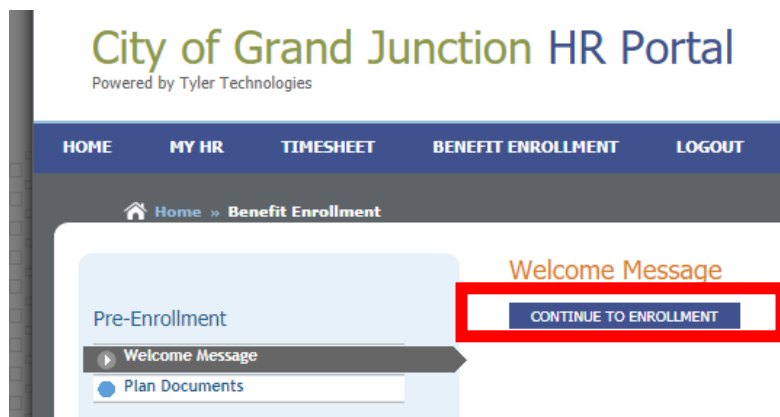 City of Grand Junction HR Portal
Powered by Tyler Technologies
HOME MY HR TIMESHEET BENEFIT ENROLLMENT LOGOUT
Home » Benefit Enrollment
Welcome Message
CONTINUE TO ENROLLMENT
Pre-Enrollment
Welcome Message
Plan Documents